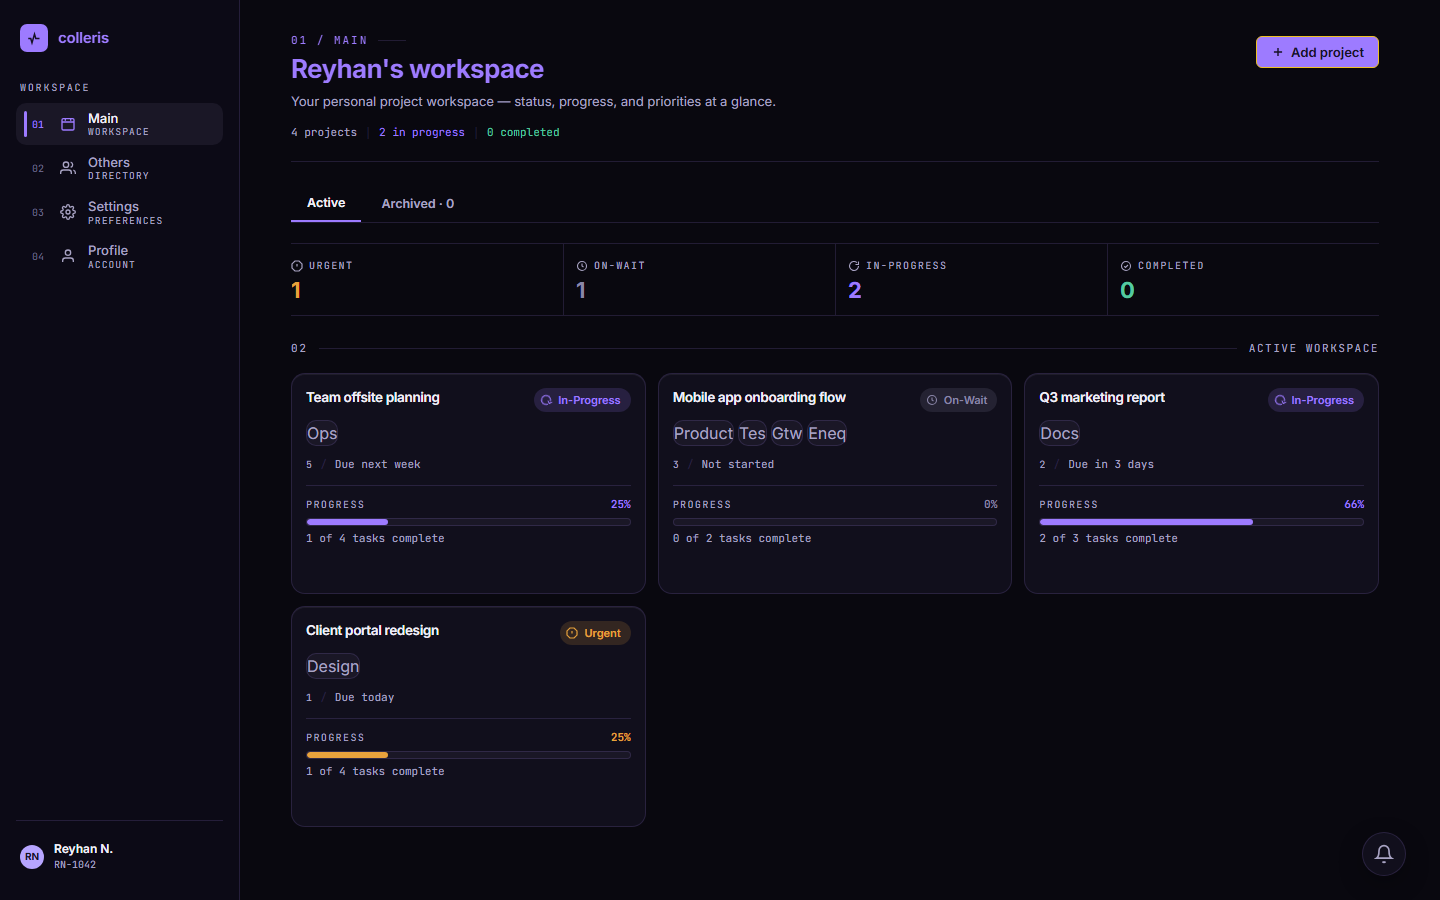 colleris
WORKSPACE
01 Main
WORKSPACE
02 Others
DIRECTORY
03 Settings
PREFERENCES
04 Profile
ACCOUNT
RN Reyhan N.
RN-1042
01 / MAIN
Reyhan's workspace
Your personal project workspace — status, progress, and priorities at a glance.
4 projects | 2 in progress | 0 completed
+ Add project
Active Archived · 0
URGENT
1
ON-WAIT
1
IN-PROGRESS
2
COMPLETED
0
02 ACTIVE WORKSPACE
Team offsite planning In-Progress
Ops
5 / Due next week
PROGRESS 25%
1 of 4 tasks complete
Mobile app onboarding flow On-Wait
Product Tes Gtw Eneq
3 / Not started
PROGRESS 0%
0 of 2 tasks complete
Q3 marketing report In-Progress
Docs
2 / Due in 3 days
PROGRESS 66%
2 of 3 tasks complete
Client portal redesign Urgent
Design
1 / Due today
PROGRESS 25%
1 of 4 tasks complete